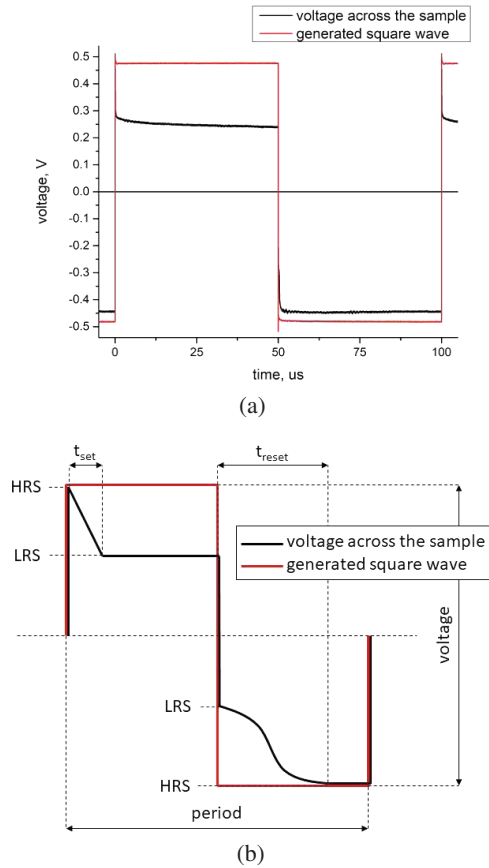 voltage across the sample
generated square wave
0.5
0.4
0.3
0.2
0.1
0.0
-0.1
-0.2
-0.3
-0.4
-0.5
voltage, V
0
25
50
75
100
time, us
(a)
t_set
t_reset
HRS
LRS
voltage across the sample
generated square wave
voltage
LRS
HRS
period
(b)